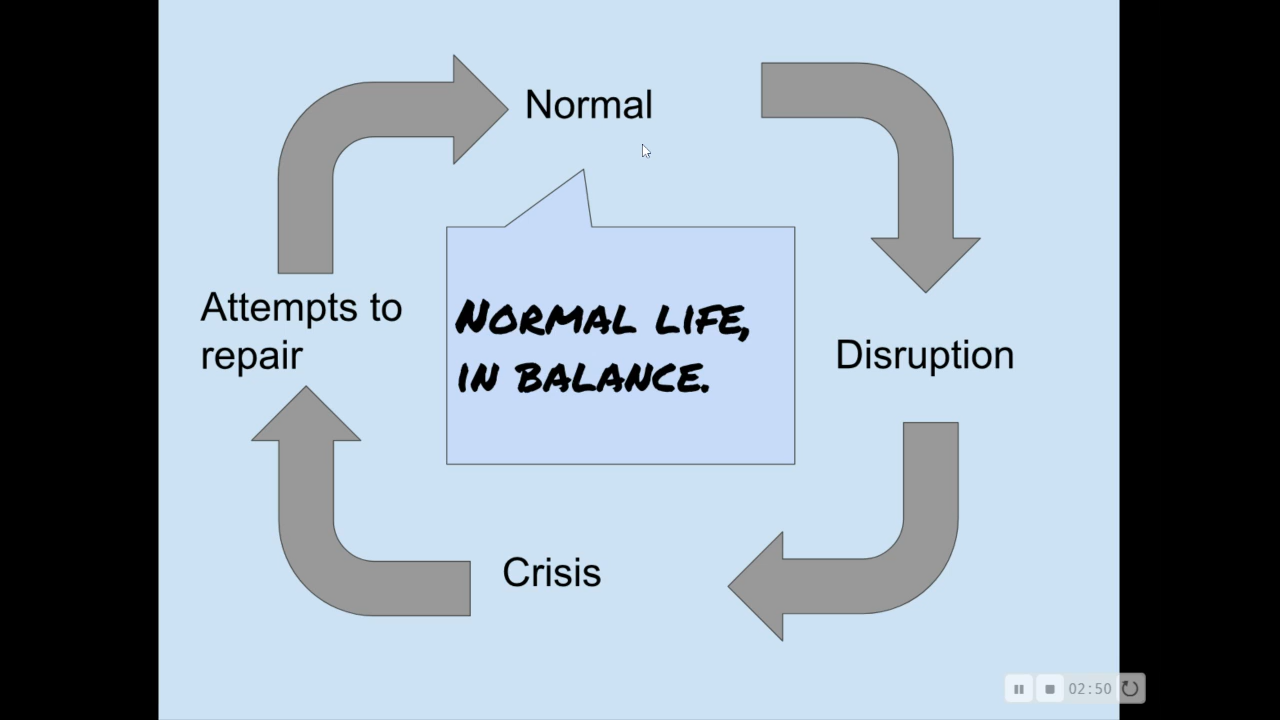 Normal
Attempts to
repair
NORMAL LIFE,
IN BALANCE.
Disruption
Crisis
02:50